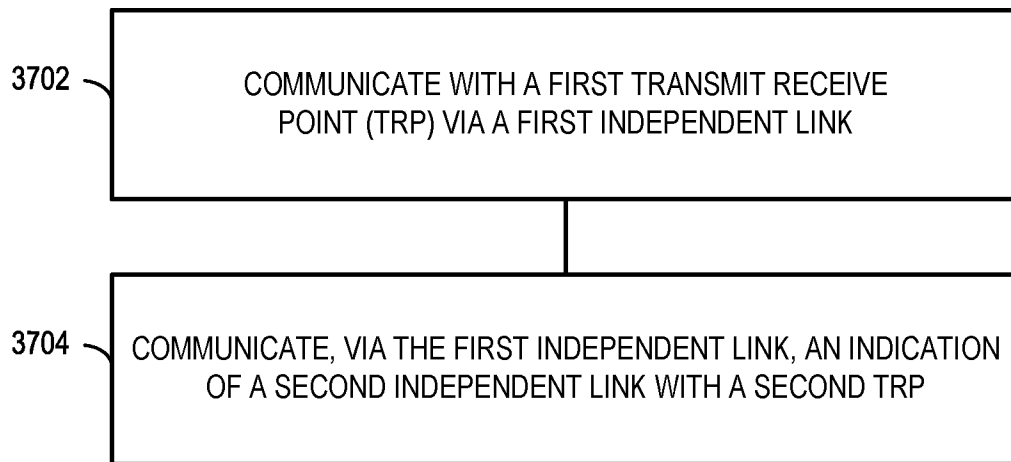 3702
COMMUNICATE WITH A FIRST TRANSMIT RECEIVE
POINT (TRP) VIA A FIRST INDEPENDENT LINK
3704
COMMUNICATE, VIA THE FIRST INDEPENDENT LINK, AN INDICATION
OF A SECOND INDEPENDENT LINK WITH A SECOND TRP